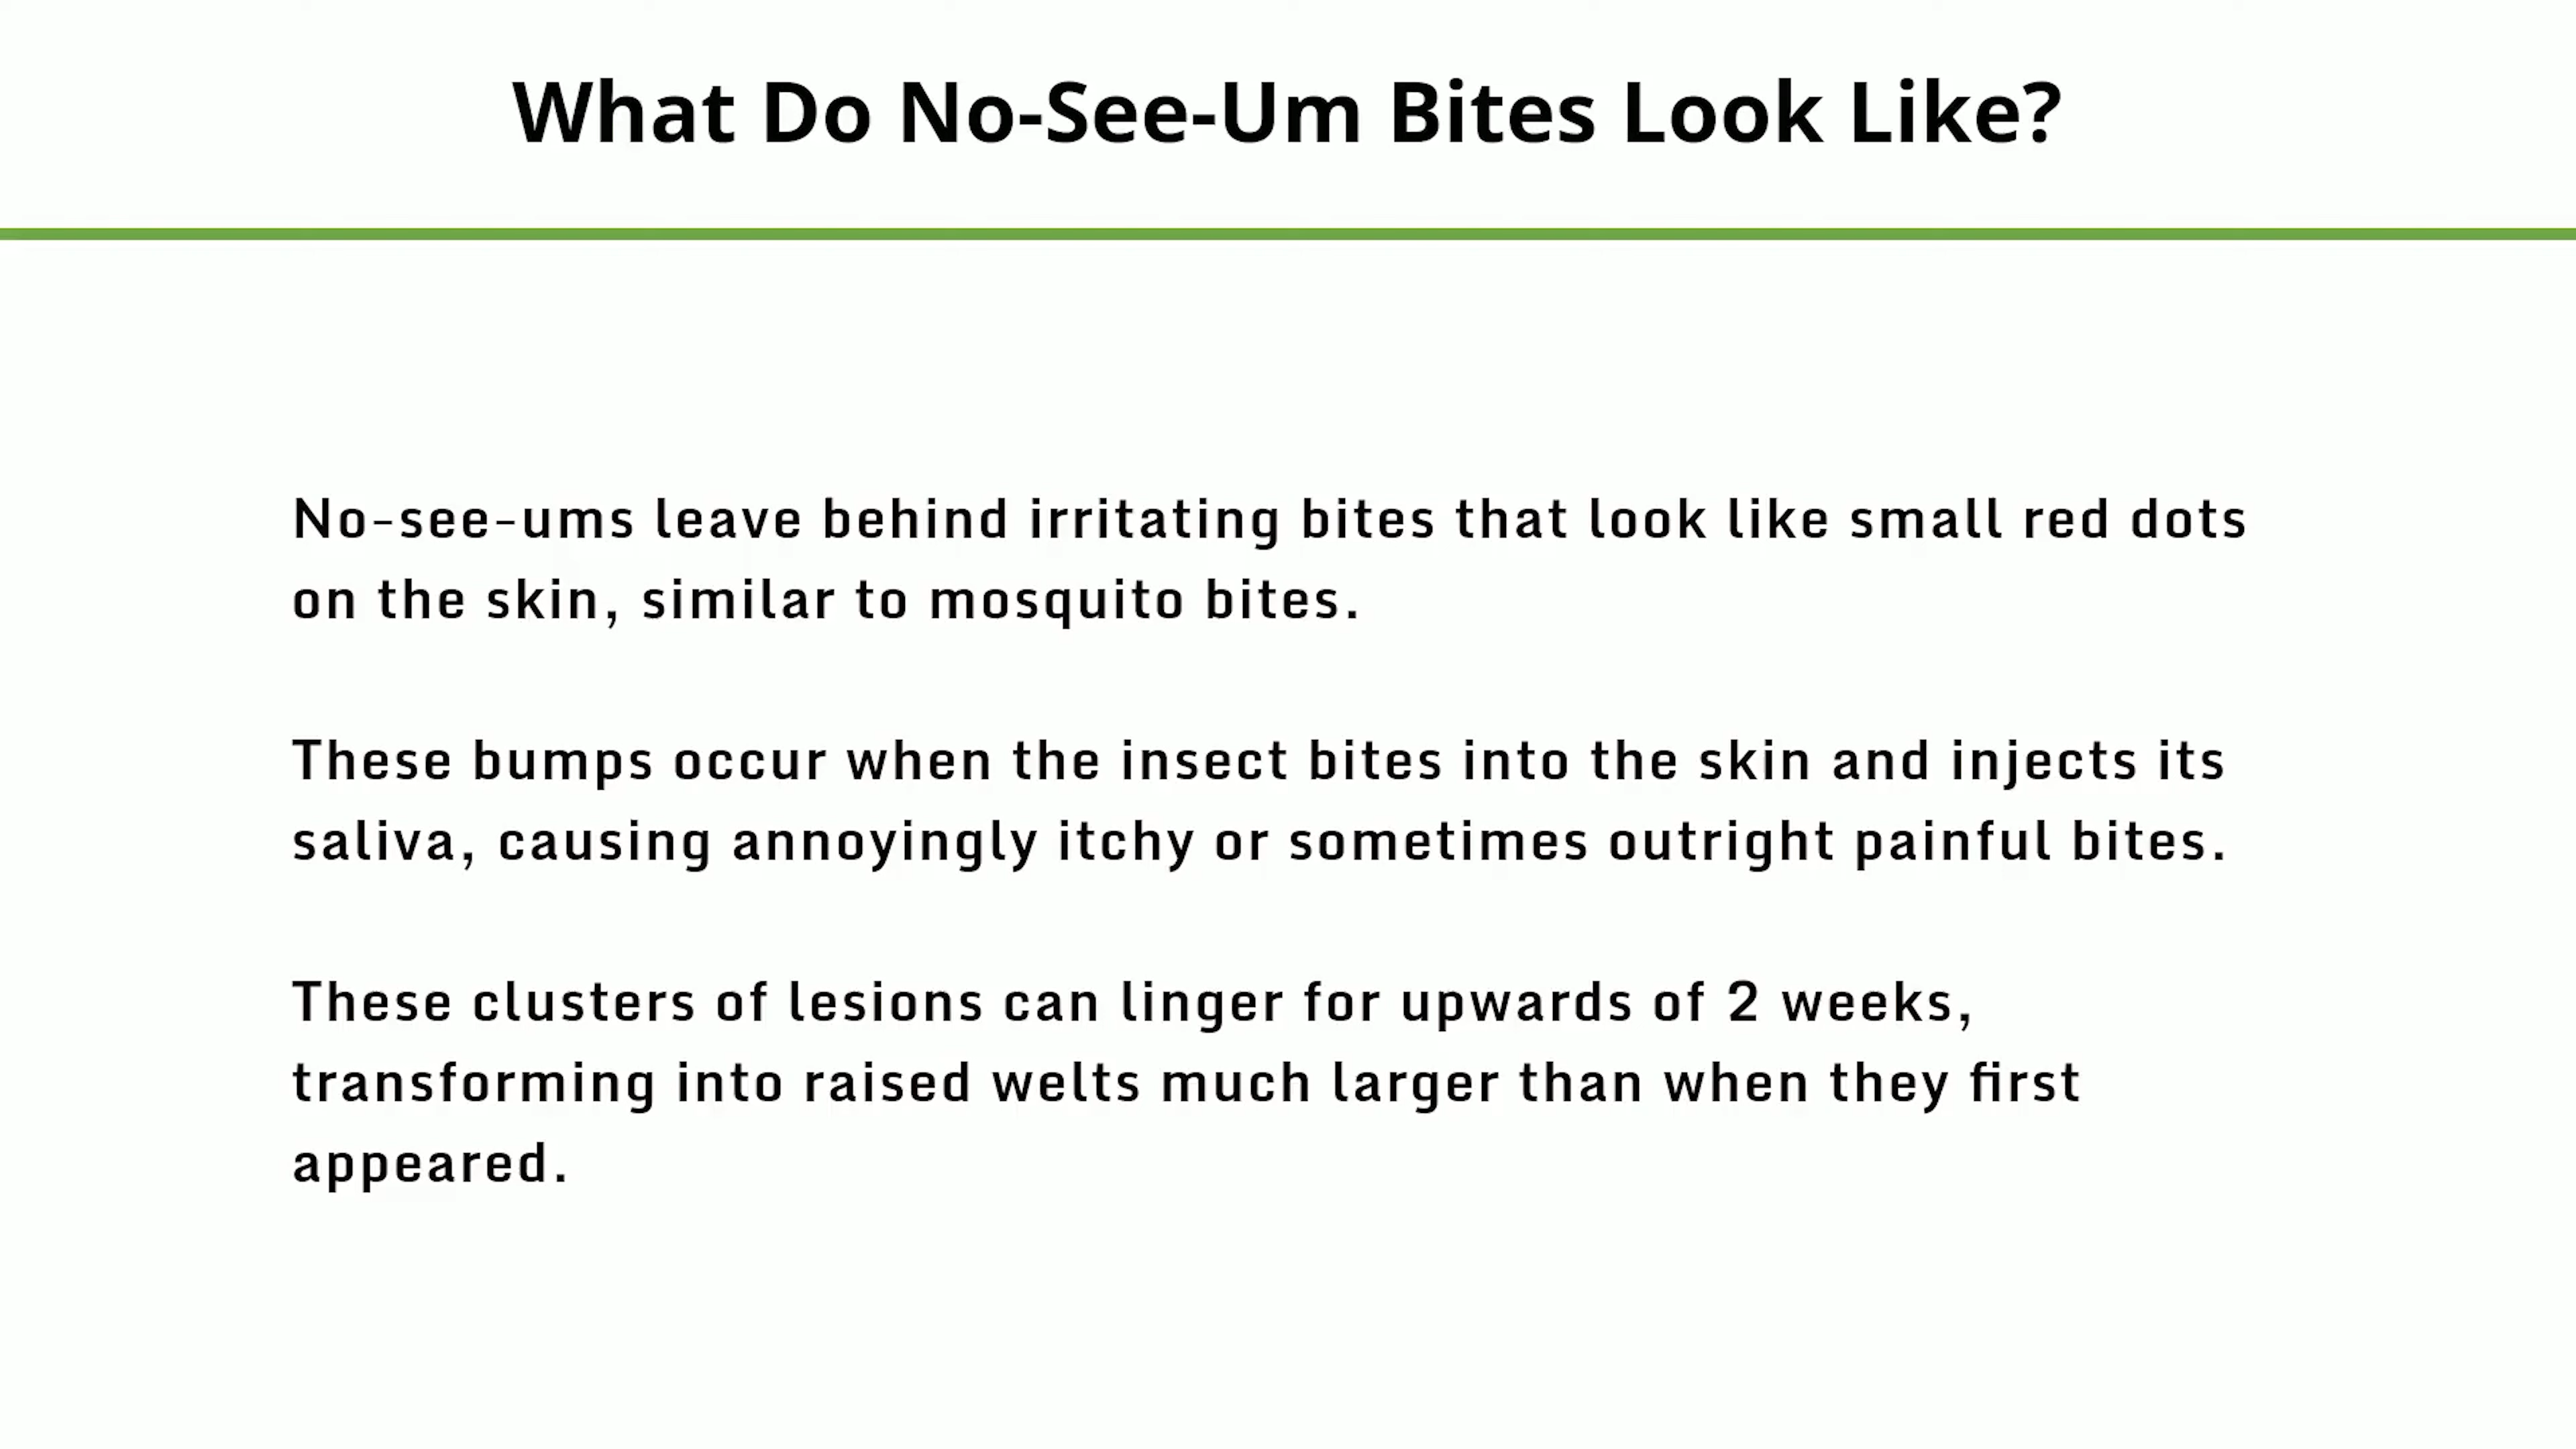 What Do No-See-Um Bites Look Like?
No-see-ums leave behind irritating bites that look like small red dots
on the skin, similar to mosquito bites.
These bumps occur when the insect bites into the skin and injects its
saliva, causing annoyingly itchy or sometimes outright painful bites.
These clusters of lesions can linger for upwards of 2 weeks,
transforming into raised welts much larger than when they first
appeared.